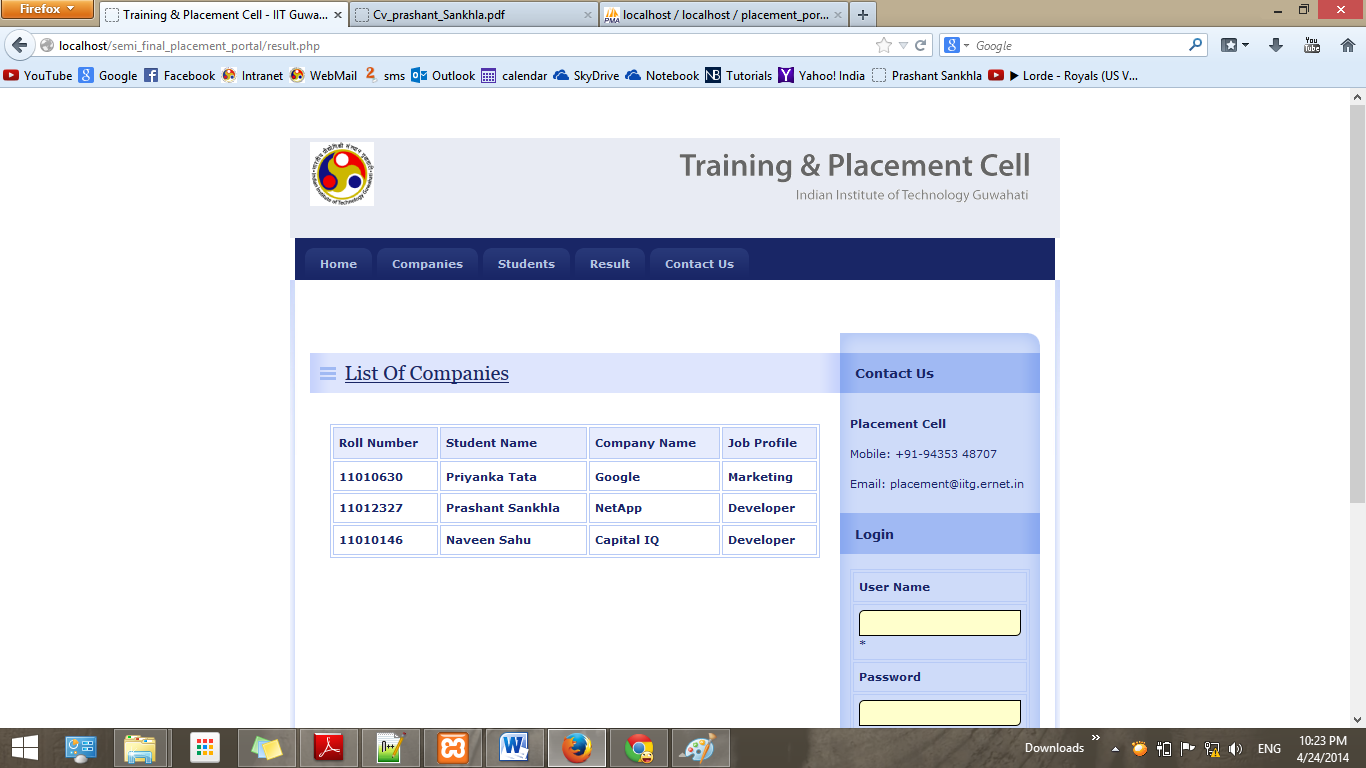 Firefox
Training & Placement Cell - IIT Guwa...
Cv_prashant_Sankhla.pdf
PMA
localhost / localhost / placement_por...
localhost/semi_final_placement_portal/result.php
Google
YouTube Google Facebook Intranet WebMail sms Outlook calendar SkyDrive Notebook Tutorials Yahoo! India Prashant Sankhla ▶ Lorde - Royals (US V...
Training & Placement Cell
Indian Institute of Technology Guwahati
Home Companies Students Result Contact Us
List Of Companies
Roll Number Student Name Company Name Job Profile
11010630 Priyanka Tata Google Marketing
11012327 Prashant Sankhla NetApp Developer
11010146 Naveen Sahu Capital IQ Developer
Contact Us
Placement Cell
Mobile: +91-94353 48707
Email: placement@iitg.ernet.in
Login
User Name
*
Password
Downloads
ENG
10:23 PM
4/24/2014